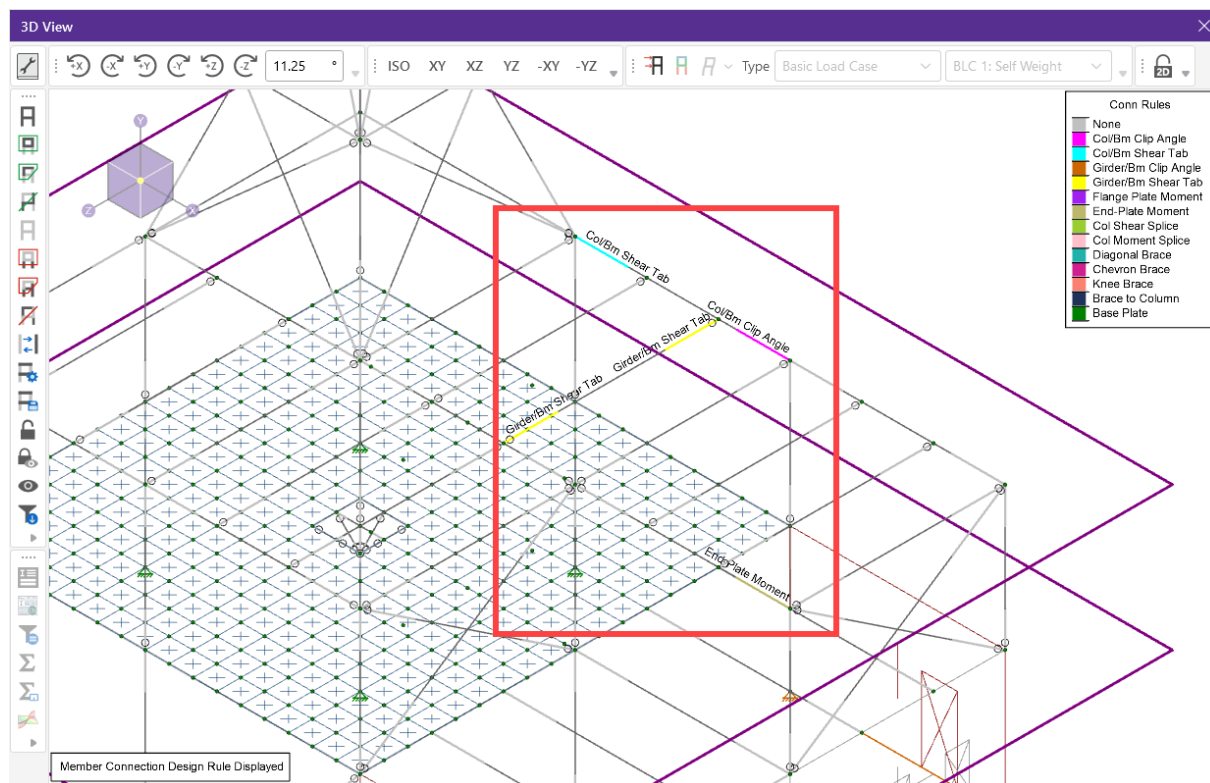 3D View
+X -X +Y -Y +Z -Z 11.25 ° ISO XY XZ YZ -XY -YZ Type Basic Load Case BLC 1: Self Weight 2D
Conn Rules
None
Col/Bm Clip Angle
Col/Bm Shear Tab
Girder/Bm Clip Angle
Girder/Bm Shear Tab
Flange Plate Moment
End-Plate Moment
Col Shear Splice
Col Moment Splice
Diagonal Brace
Chevron Brace
Knee Brace
Brace to Column
Base Plate
Y
Z
X
Col/Bm Shear Tab
Col/Bm Clip Angle
Girder/Bm Shear Tab
Girder/Bm Shear Tab
End-Plate Moment
Member Connection Design Rule Displayed